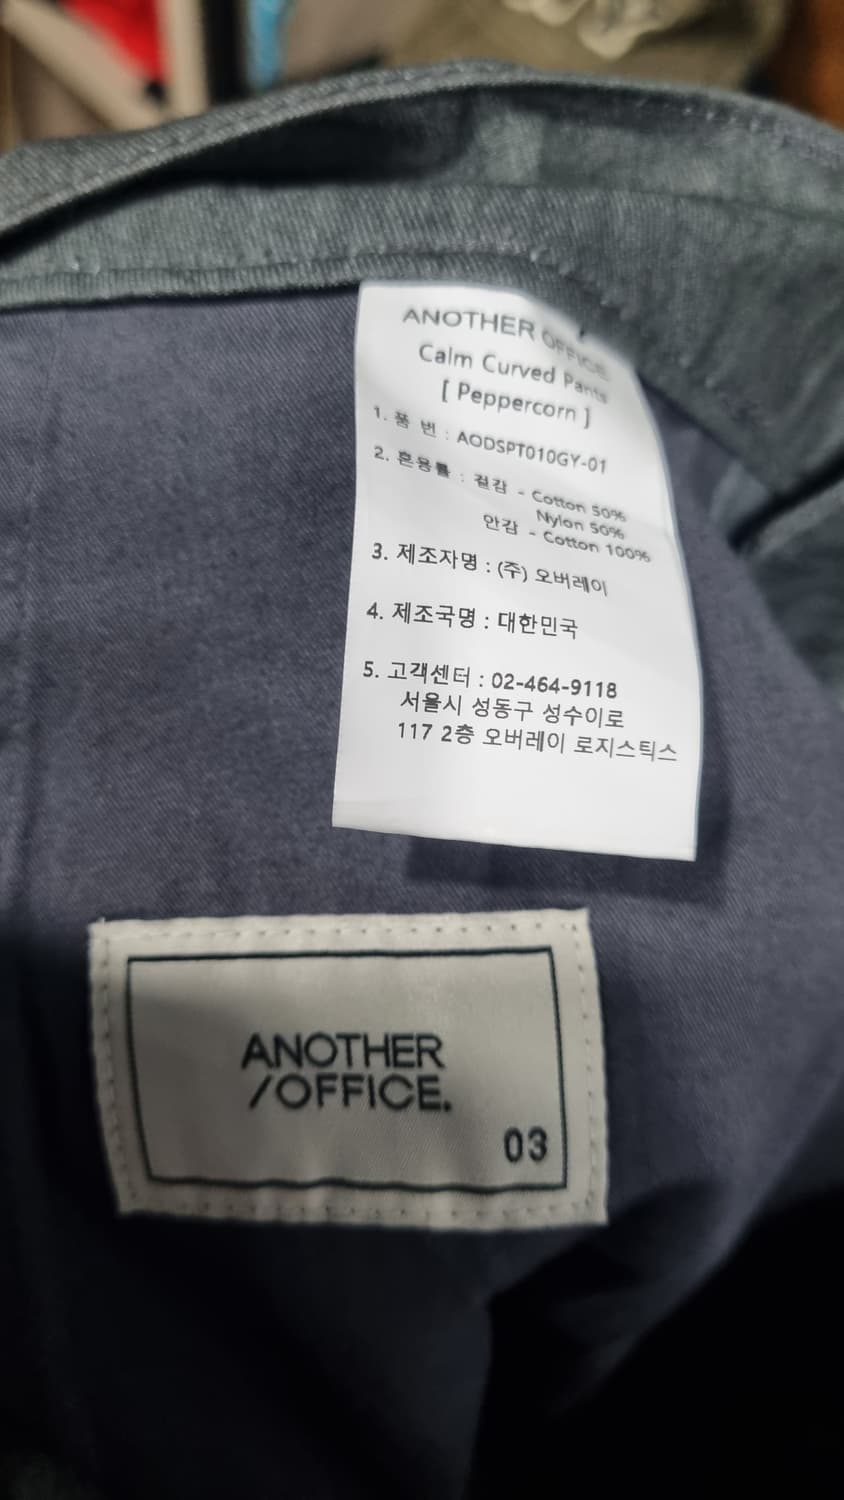 ANOTHER OFFICE
Calm Curved Pants
[ Peppercorn ]
1. 품 번 : AODSPT010GY-01
2. 혼용률 : 겉감 - Cotton 50%
Nylon 50%
안감 - Cotton 100%
3. 제조자명 : (주) 오버레이
4. 제조국명 : 대한민국
5. 고객센터 : 02-464-9118
서울시 성동구 성수이로
117 2층 오버레이 로지스틱스
ANOTHER
/OFFICE.
03